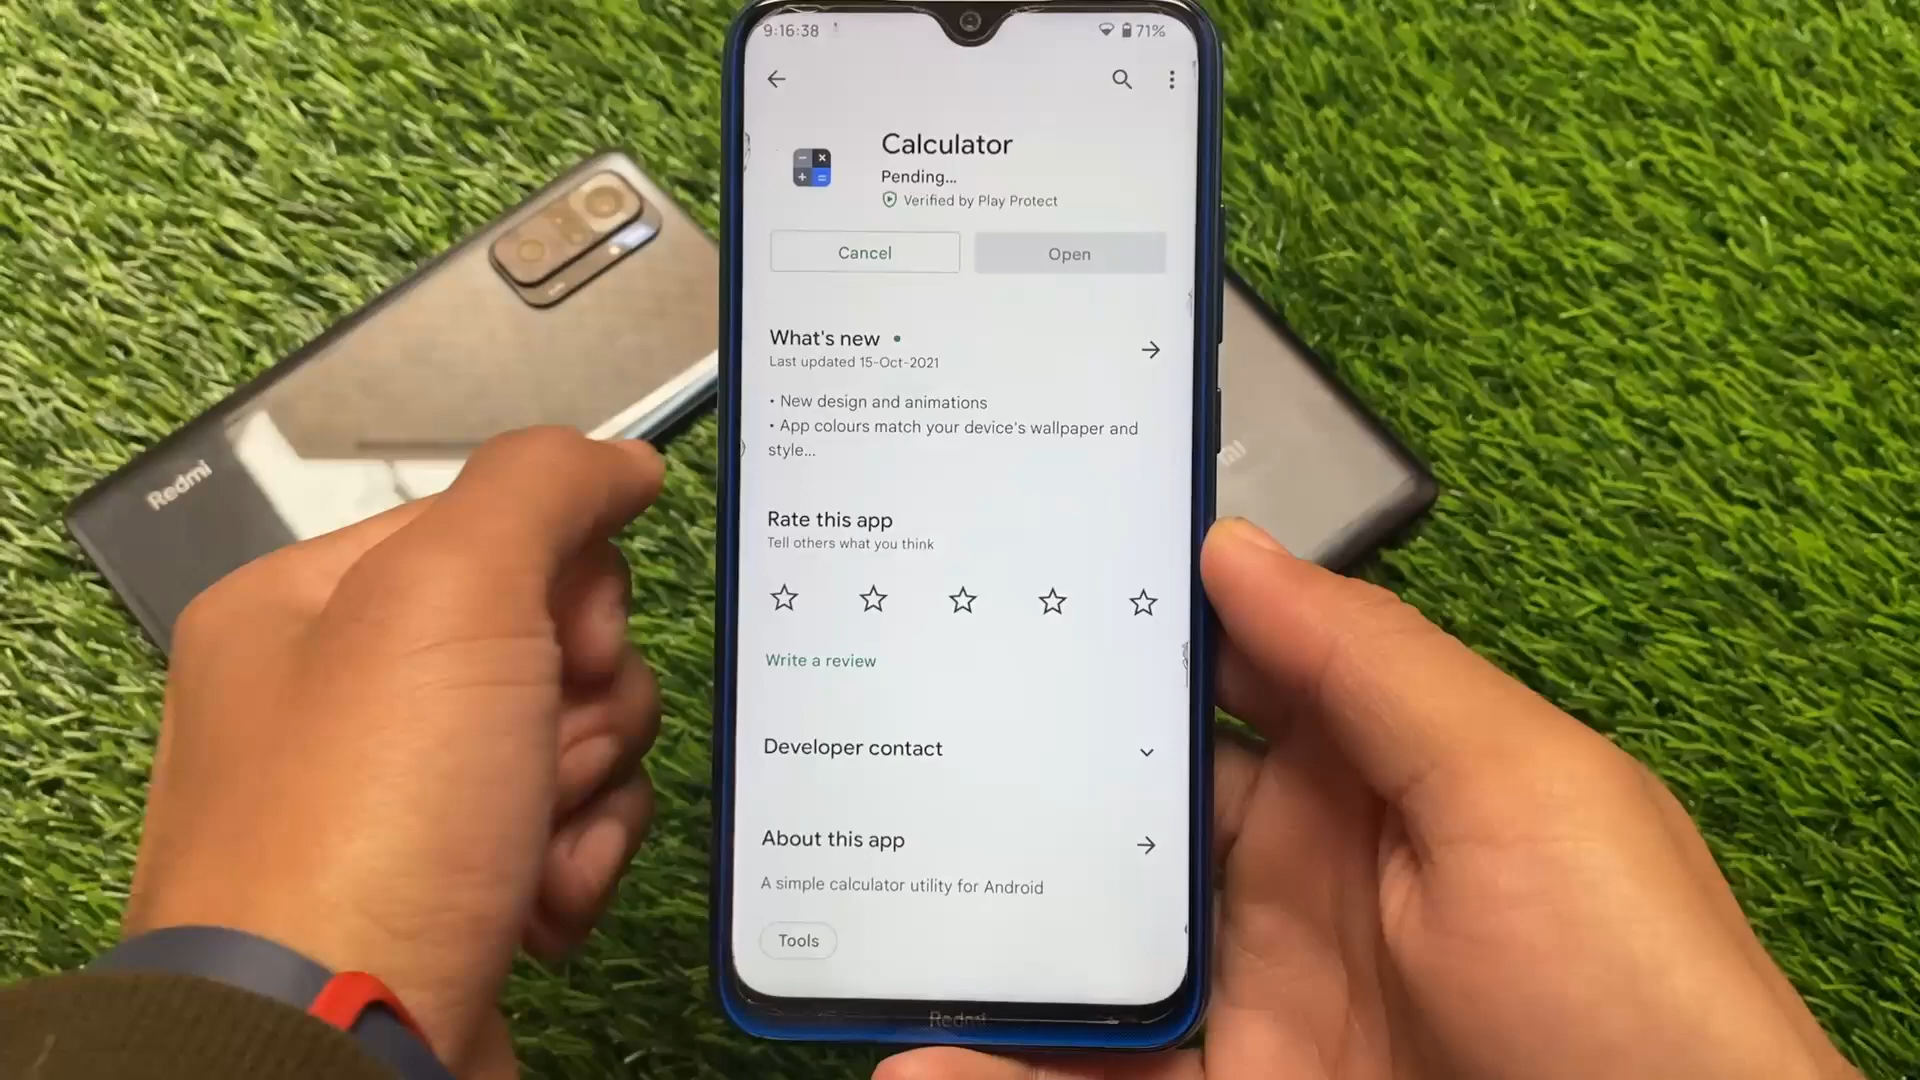 9:16:38
71%
Calculator
Pending...
Verified by Play Protect
Cancel
Open
What's new
Last updated 15-Oct-2021
• New design and animations
• App colours match your device's wallpaper and
style...
Rate this app
Tell others what you think
Write a review
Developer contact
About this app
A simple calculator utility for Android
Tools
Redmi
Redmi